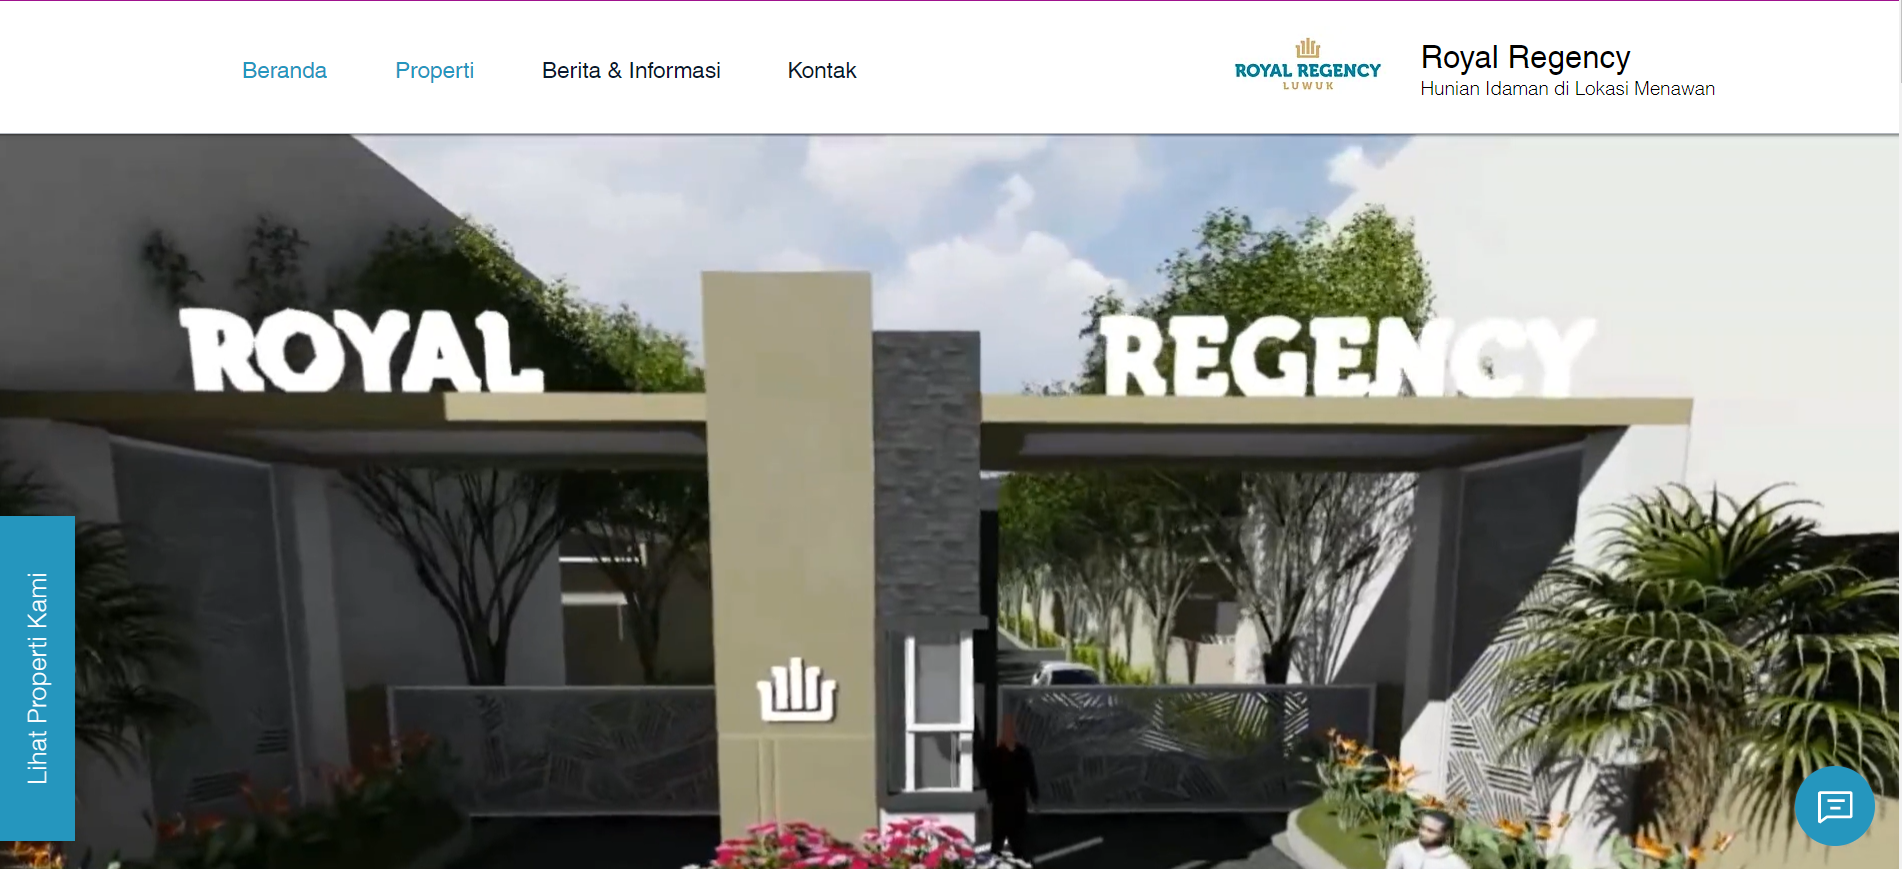 Beranda
Properti
Berita & Informasi
Kontak
ROYAL REGENCY
LUWUK
Royal Regency
Hunian Idaman di Lokasi Menawan
ROYAL
REGENCY
Lihat Properti Kami